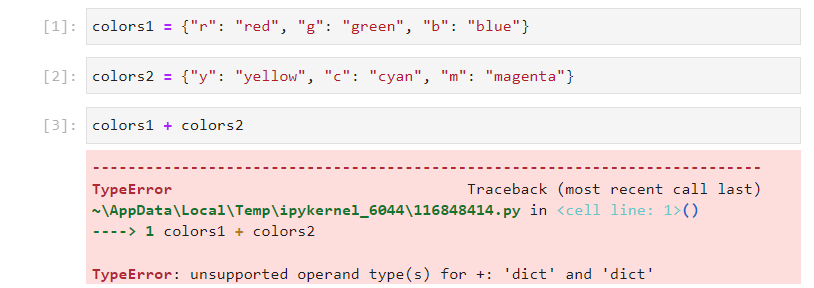 [1]: colors1 = {"r": "red", "g": "green", "b": "blue"}
[2]: colors2 = {"y": "yellow", "c": "cyan", "m": "magenta"}
[3]: colors1 + colors2
---------------------------------------------------------------------------
TypeError                                 Traceback (most recent call last)
~\AppData\Local\Temp\ipykernel_6044\116848414.py in <cell line: 1>()
----> 1 colors1 + colors2
TypeError: unsupported operand type(s) for +: 'dict' and 'dict'